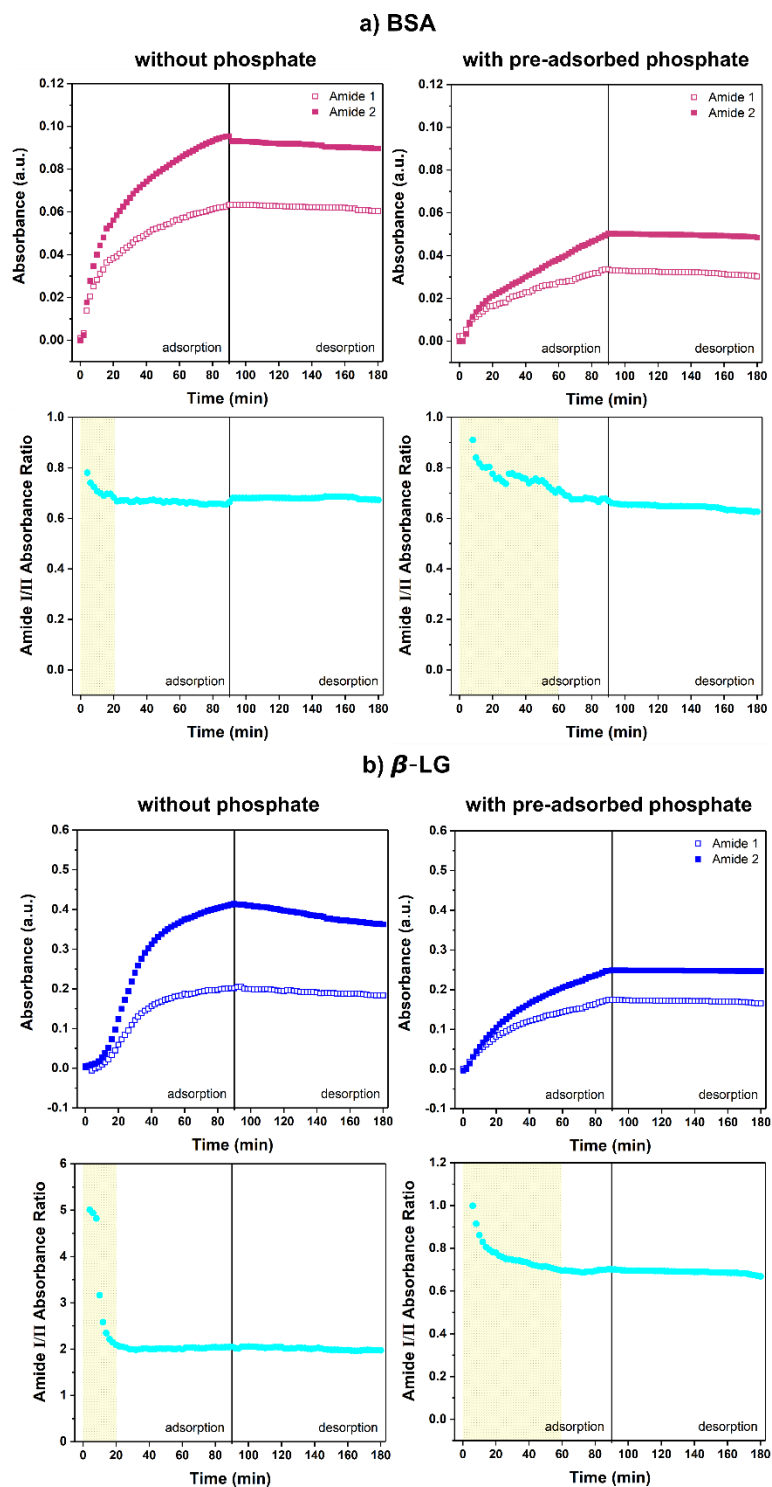 a) BSA
without phosphate
with pre-adsorbed phosphate
0.12
0.10
0.08
0.06
0.04
0.02
0.00
Absorbance (a.u.)
Amide 1
Amide 2
adsorption
desorption
0 20 40 60 80 100 120 140 160 180
Time (min)
0.12
0.10
0.08
0.06
0.04
0.02
0.00
Absorbance (a.u.)
Amide 1
Amide 2
adsorption
desorption
0 20 40 60 80 100 120 140 160 180
Time (min)
1.0
0.8
0.6
0.4
0.2
0.0
Amide I/II Absorbance Ratio
adsorption
desorption
0 20 40 60 80 100 120 140 160 180
Time (min)
1.0
0.8
0.6
0.4
0.2
0.0
Amide I/II Absorbance Ratio
adsorption
desorption
0 20 40 60 80 100 120 140 160 180
Time (min)
b) β-LG
without phosphate
with pre-adsorbed phosphate
0.6
0.5
0.4
0.3
0.2
0.1
0.0
-0.1
Absorbance (a.u.)
adsorption
desorption
0 20 40 60 80 100 120 140 160 180
Time (min)
0.6
0.5
0.4
0.3
0.2
0.1
0.0
-0.1
Absorbance (a.u.)
Amide 1
Amide 2
adsorption
desorption
0 20 40 60 80 100 120 140 160 180
Time (min)
6
5
4
3
2
1
0
Amide I/II Absorbance Ratio
adsorption
desorption
0 20 40 60 80 100 120 140 160 180
Time (min)
1.2
1.0
0.8
0.6
0.4
0.2
0.0
Amide I/II Absorbance Ratio
adsorption
desorption
0 20 40 60 80 100 120 140 160 180
Time (min)